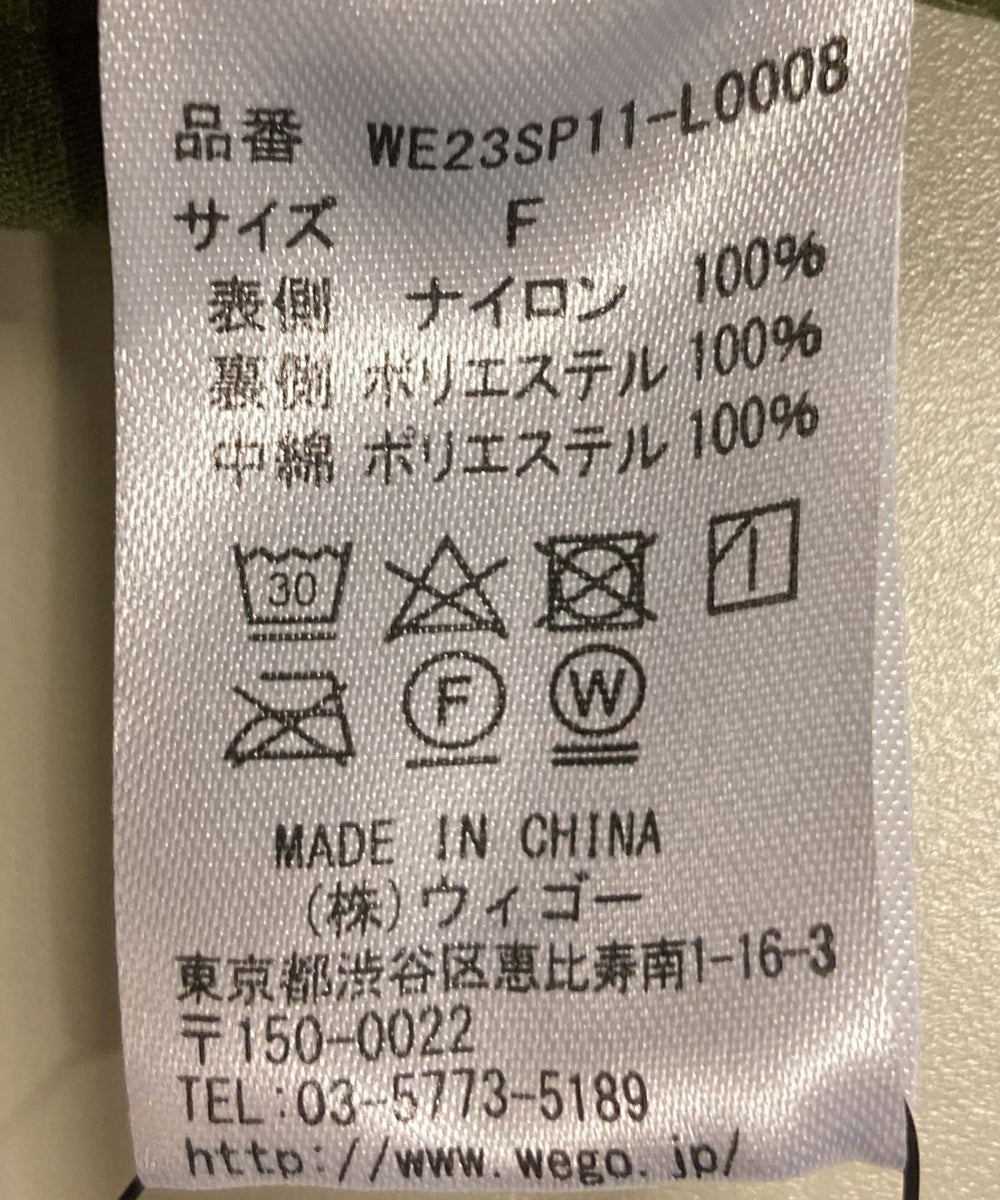 品番 WE23SP11-L0008
サイズ F
表側 ナイロン 100%
裏側 ポリエステル 100%
中綿 ポリエステル 100%
30
F W
MADE IN CHINA
(株)ウィゴー
東京都渋谷区恵比寿南1-16-3
〒150-0022
TEL:03-5773-5189
http://www.wego.jp/